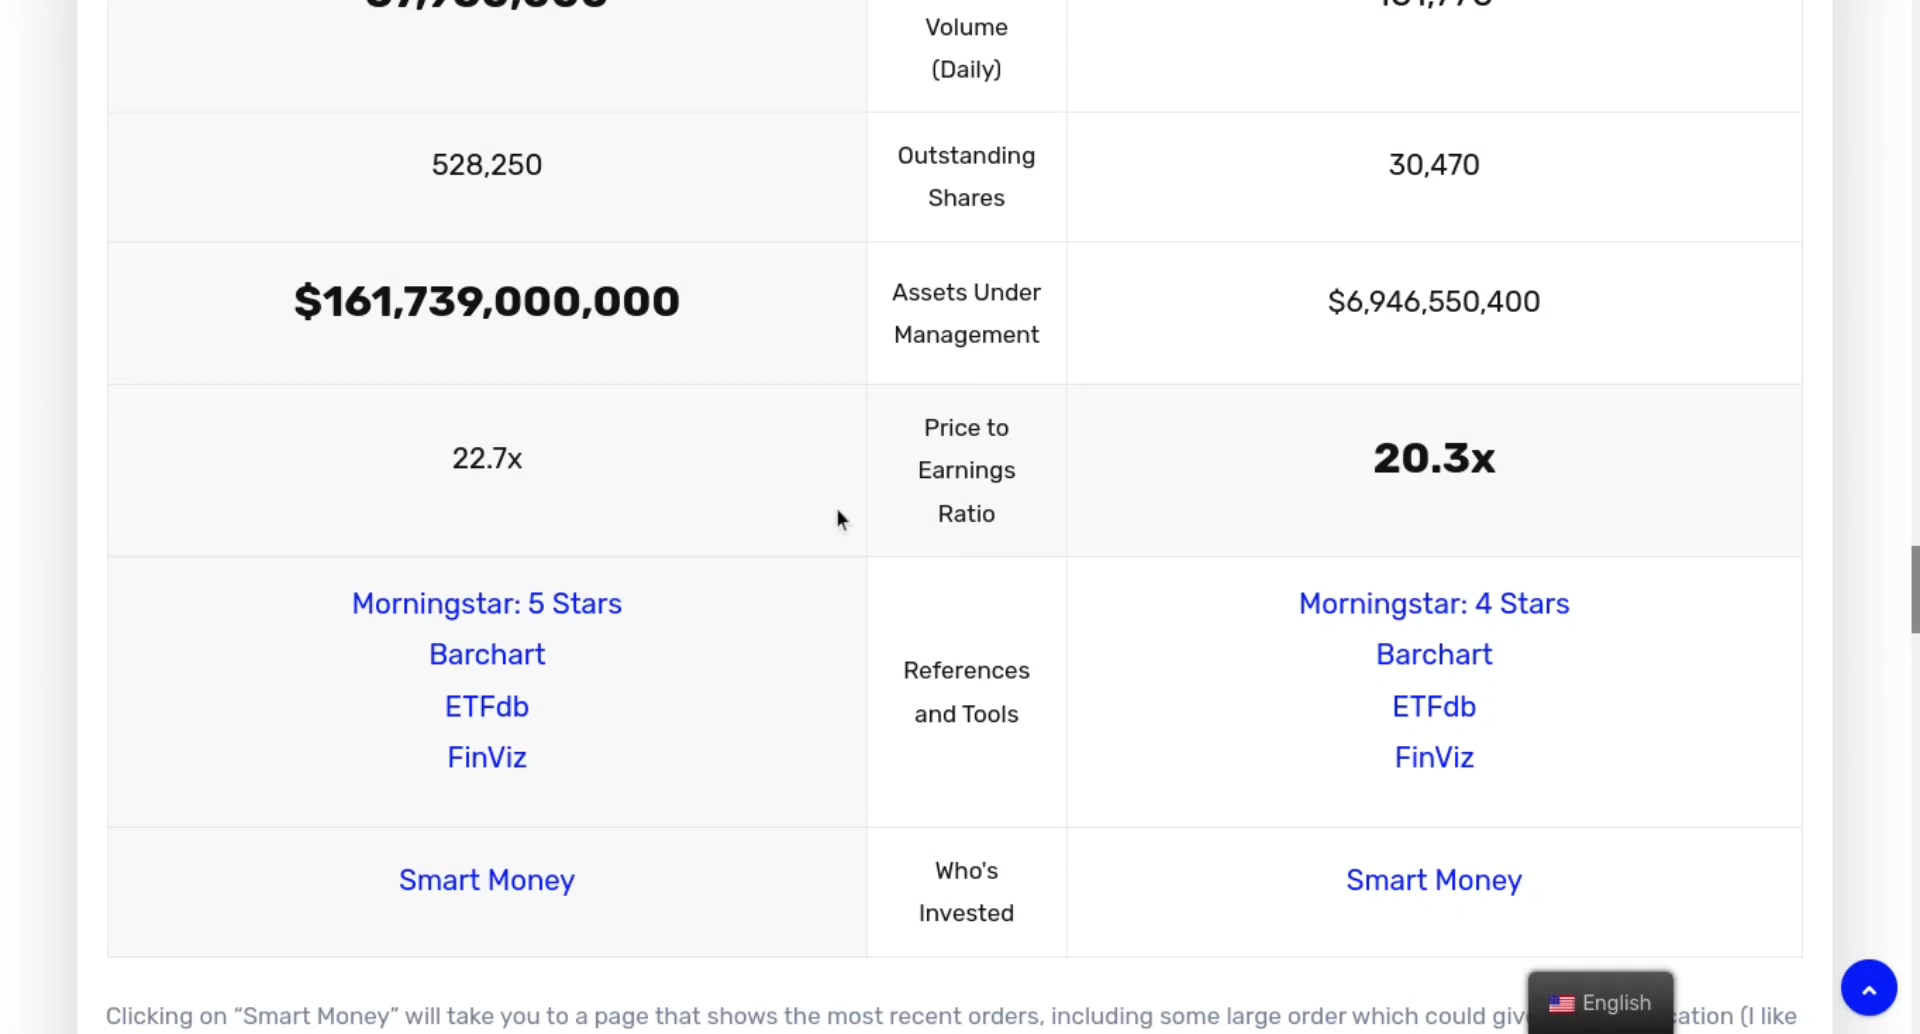 Volume
(Daily)
528,250
Outstanding
Shares
30,470
$161,739,000,000
Assets Under
Management
$6,946,550,400
22.7x
Price to
Earnings
Ratio
20.3x
Morningstar: 5 Stars
Barchart
ETFdb
FinViz
References
and Tools
Morningstar: 4 Stars
Barchart
ETFdb
FinViz
Smart Money
Who's
Invested
Smart Money
Clicking on “Smart Money” will take you to a page that shows the most recent orders, including some large order which could (I like
English